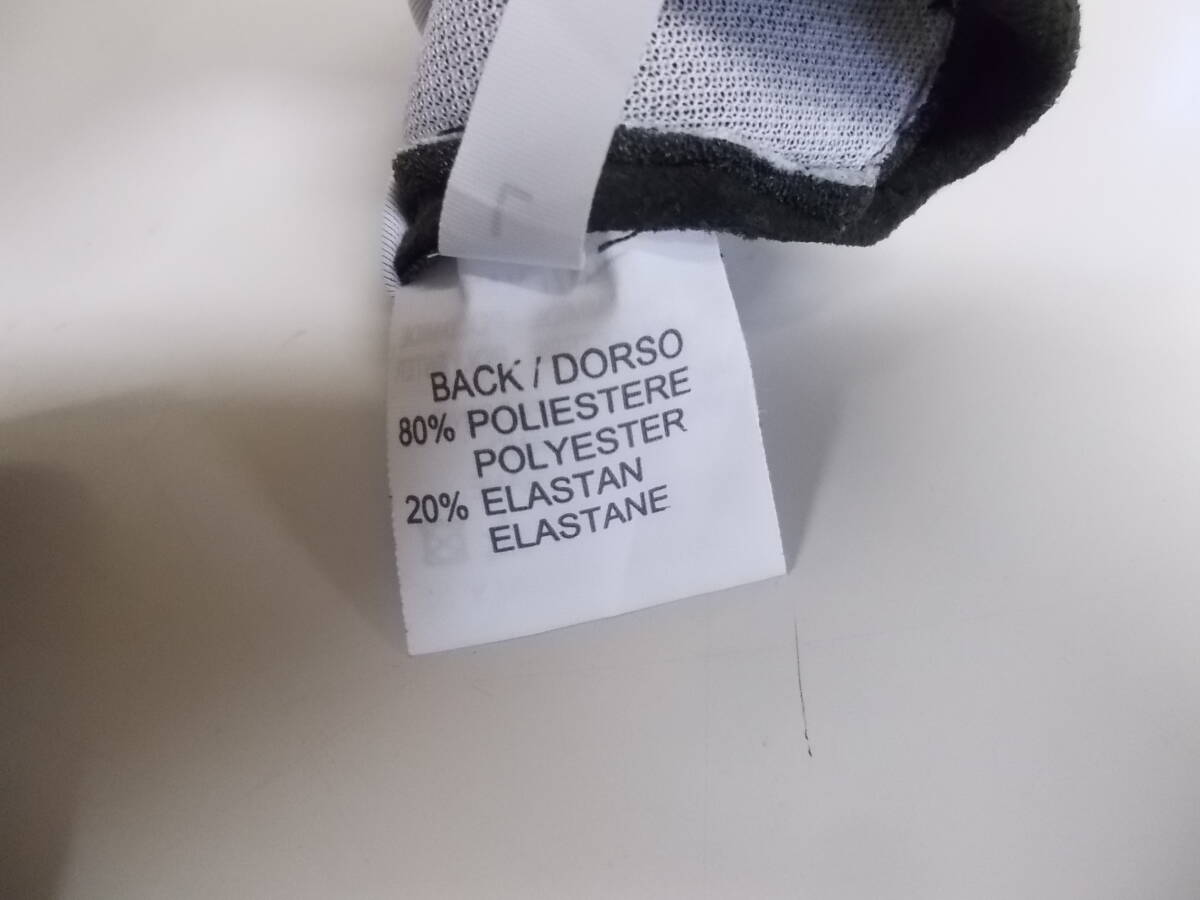 L
BACK / DORSO
80% POLIESTERE
POLYESTER
20% ELASTAN
ELASTANE